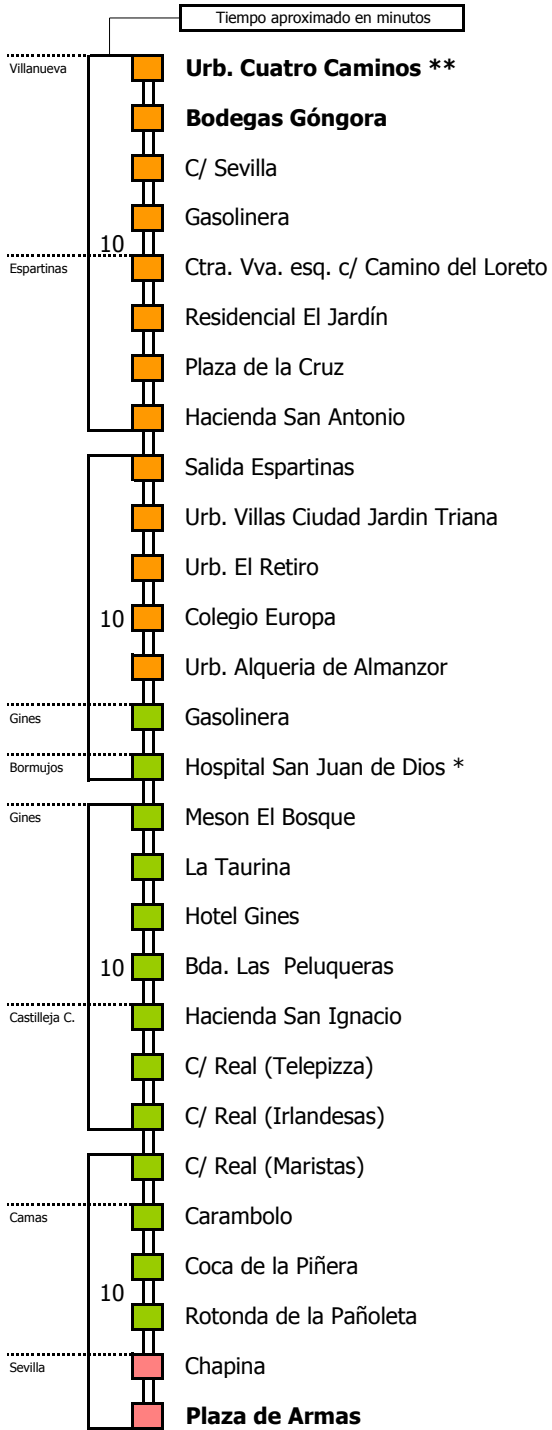 Tiempo aproximado en minutos
Villanueva
Urb. Cuatro Caminos **
Bodegas Góngora
C/ Sevilla
Gasolinera
10
Espartinas
Ctra. Vva. esq. c/ Camino del Loreto
Residencial El Jardín
Plaza de la Cruz
Hacienda San Antonio
Salida Espartinas
Urb. Villas Ciudad Jardin Triana
Urb. El Retiro
10
Colegio Europa
Urb. Alqueria de Almanzor
Gines
Gasolinera
Bormujos
Hospital San Juan de Dios *
Gines
Meson El Bosque
La Taurina
Hotel Gines
10
Bda. Las  Peluqueras
Castilleja C.
Hacienda San Ignacio
C/ Real (Telepizza)
C/ Real (Irlandesas)
C/ Real (Maristas)
Camas
Carambolo
Coca de la Piñera
10
Rotonda de la Pañoleta
Sevilla
Chapina
Plaza de Armas